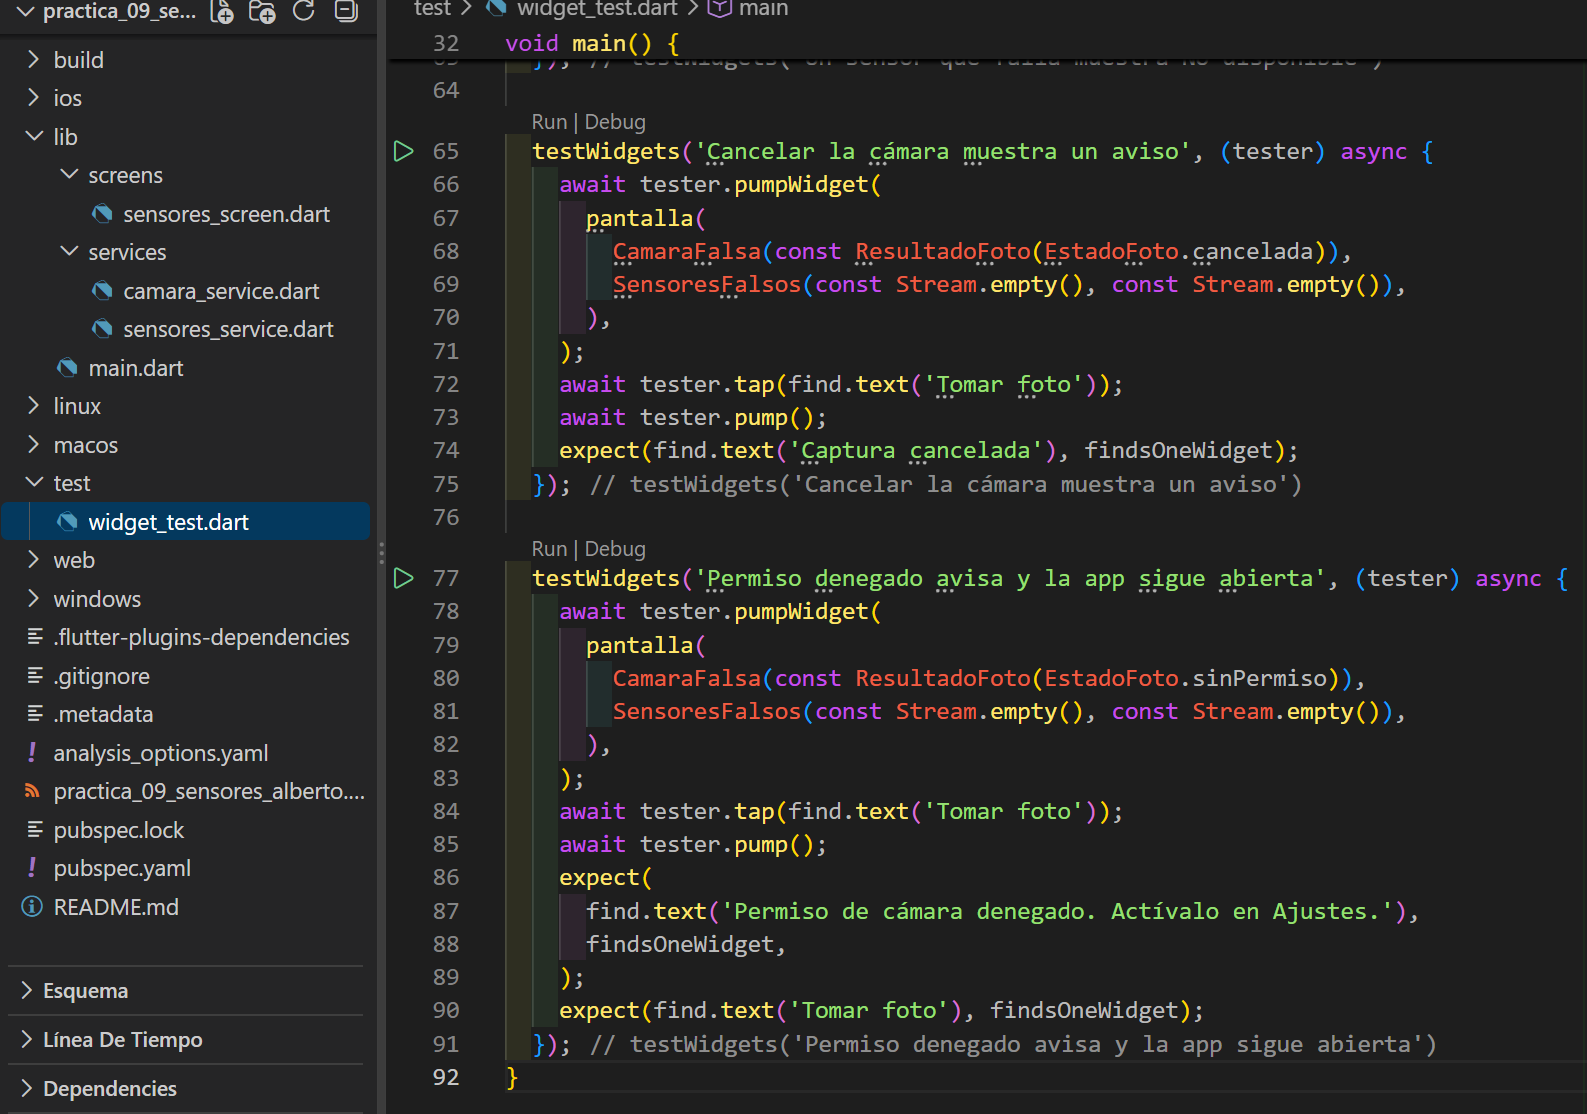 practica_09_se...
build
ios
lib
screens
sensores_screen.dart
services
camara_service.dart
sensores_service.dart
main.dart
linux
macos
test
widget_test.dart
web
windows
.flutter-plugins-dependencies
.gitignore
.metadata
analysis_options.yaml
practica_09_sensores_alberto....
pubspec.lock
pubspec.yaml
README.md
Esquema
Línea De Tiempo
Dependencies
test > widget_test.dart > main
32 void main() {
64
Run | Debug
65 testWidgets('Cancelar la cámara muestra un aviso', (tester) async {
66 await tester.pumpWidget(
67 pantalla(
68 CamaraFalsa(const ResultadoFoto(EstadoFoto.cancelada)),
69 SensoresFalsos(const Stream.empty(), const Stream.empty()),
70 ),
71 );
72 await tester.tap(find.text('Tomar foto'));
73 await tester.pump();
74 expect(find.text('Captura cancelada'), findsOneWidget);
75 }); // testWidgets('Cancelar la cámara muestra un aviso')
76
Run | Debug
77 testWidgets('Permiso denegado avisa y la app sigue abierta', (tester) async {
78 await tester.pumpWidget(
79 pantalla(
80 CamaraFalsa(const ResultadoFoto(EstadoFoto.sinPermiso)),
81 SensoresFalsos(const Stream.empty(), const Stream.empty()),
82 ),
83 );
84 await tester.tap(find.text('Tomar foto'));
85 await tester.pump();
86 expect(
87 find.text('Permiso de cámara denegado. Actívalo en Ajustes.'),
88 findsOneWidget,
89 );
90 expect(find.text('Tomar foto'), findsOneWidget);
91 }); // testWidgets('Permiso denegado avisa y la app sigue abierta')
92 }